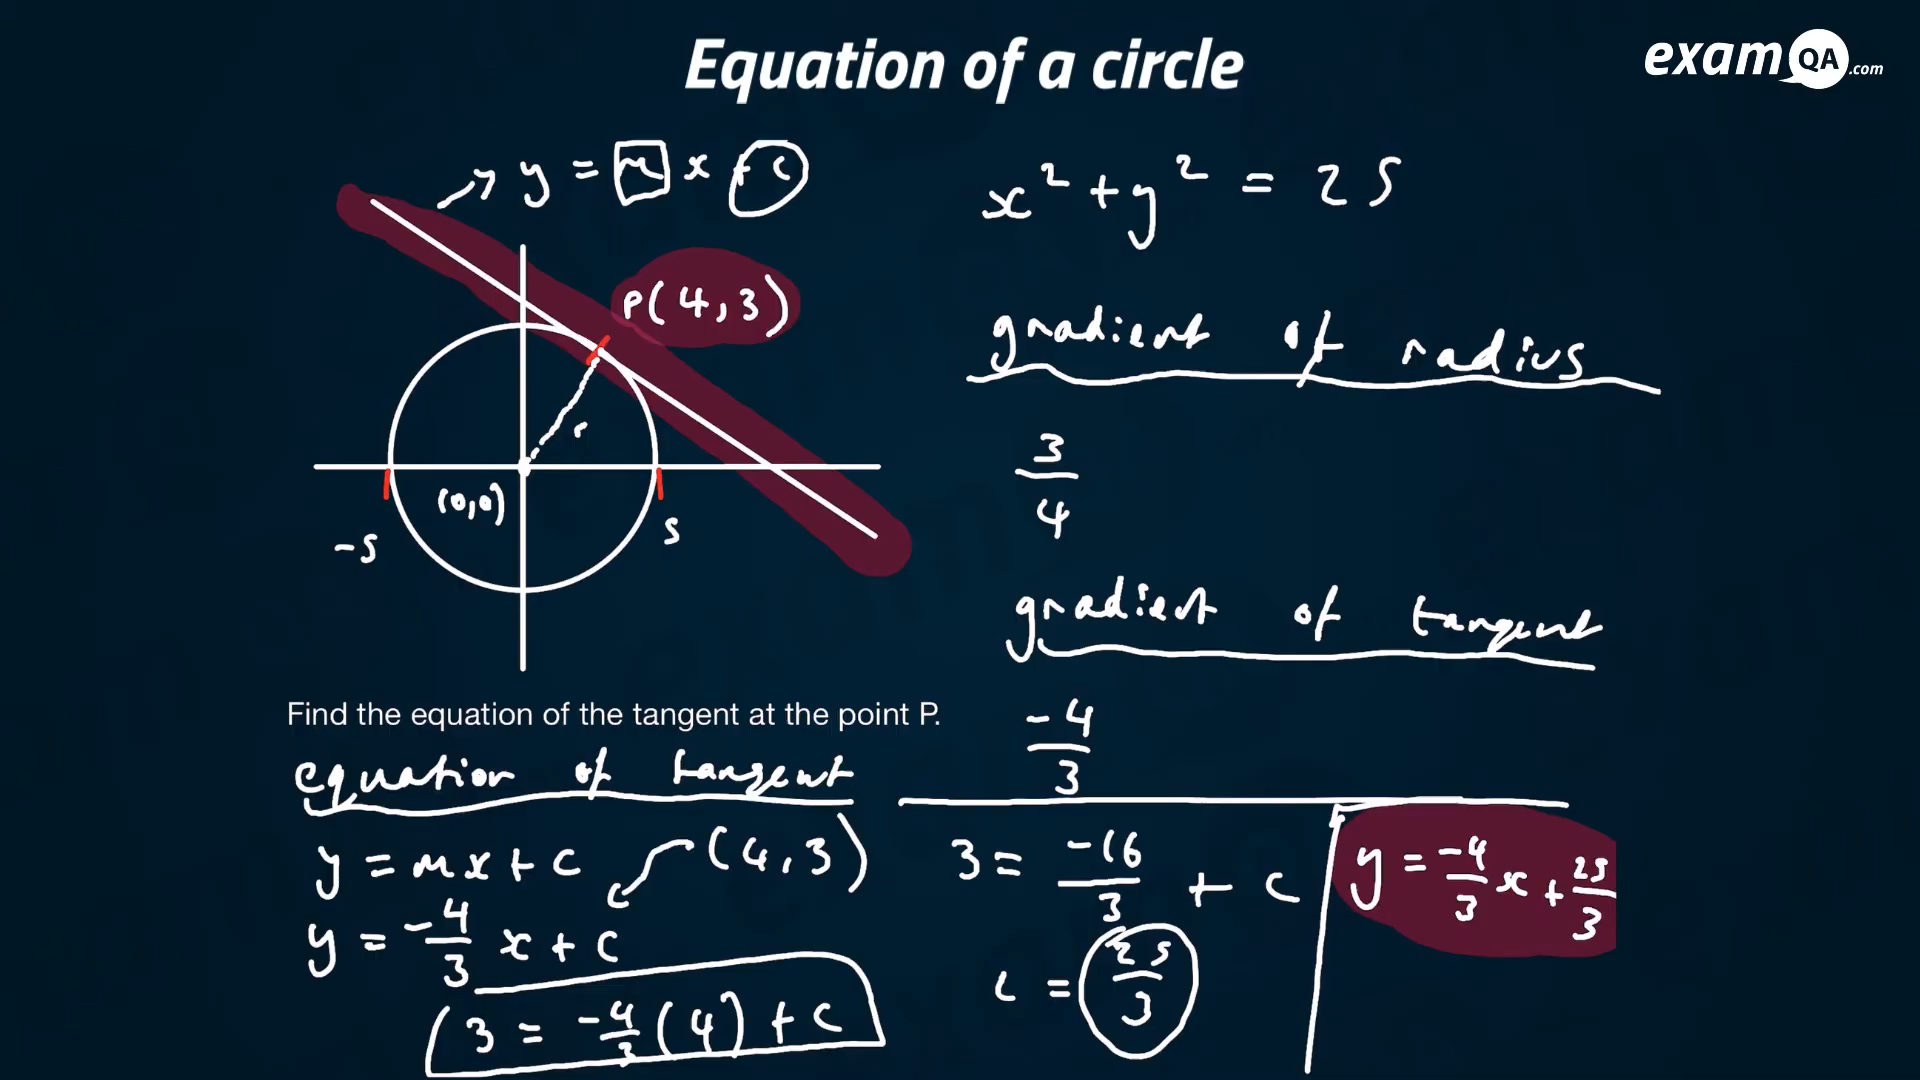 Equation of a circle
examQA.com
y = mx + c
x² + y² = 25
P(4,3)
gradient of radius
r
3/4
(0,0)
-5
5
gradient of tangent
-4/3
Find the equation of the tangent at the point P.
equation of tangent
y = mx + c
(4,3)
y = -4/3 x + c
3 = -4/3 (4) + c
3 = -16/3 + c
c = 25/3
y = -4/3 x + 25/3